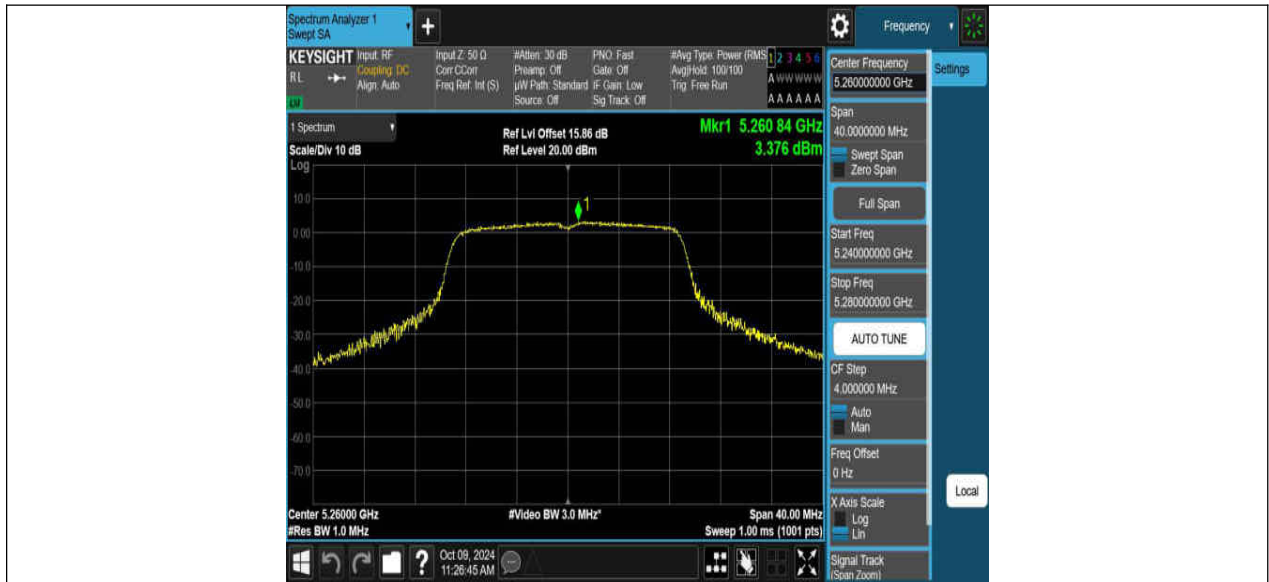 Spectrum Analyzer 1
Swept SA
+
Frequency
KEYSIGHT
RL
Input: RF
Coupling: DC
Align: Auto
Input Z: 50 Ω
Corr CCorr
Freq Ref: Int (S)
#Atten: 30 dB
Preamp: Off
µW Path: Standard
Source: Off
PNO: Fast
Gate: Off
IF Gain: Low
Sig Track: Off
#Avg Type: Power (RMS
Avg|Hold: 100/100
Trig: Free Run
1 2 3 4 5 6
A W W W W W
A A A A A A
1 Spectrum
Scale/Div 10 dB
Log
Ref Lvl Offset 15.86 dB
Ref Level 20.00 dBm
Mkr1 5.260 84 GHz
3.376 dBm
1
10.0
0.00
-10.0
-20.0
-30.0
-40.0
-50.0
-60.0
-70.0
Center 5.26000 GHz
#Res BW 1.0 MHz
#Video BW 3.0 MHz*
Span 40.00 MHz
Sweep 1.00 ms (1001 pts)
Center Frequency
5.260000000 GHz
Settings
Span
40.0000000 MHz
Swept Span
Zero Span
Full Span
Start Freq
5.240000000 GHz
Stop Freq
5.280000000 GHz
AUTO TUNE
CF Step
4.000000 MHz
Auto
Man
Freq Offset
0 Hz
X Axis Scale
Log
Lin
Local
Signal Track
(Span Zoom)
?
Oct 09, 2024
11:26:45 AM